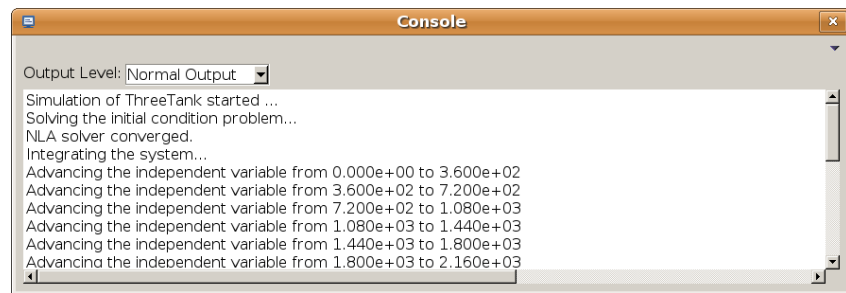 Console
Output Level: Normal Output
Simulation of ThreeTank started ...
Solving the initial condition problem...
NLA solver converged.
Integrating the system...
Advancing the independent variable from 0.000e+00 to 3.600e+02
Advancing the independent variable from 3.600e+02 to 7.200e+02
Advancing the independent variable from 7.200e+02 to 1.080e+03
Advancing the independent variable from 1.080e+03 to 1.440e+03
Advancing the independent variable from 1.440e+03 to 1.800e+03
Advancing the independent variable from 1.800e+03 to 2.160e+03